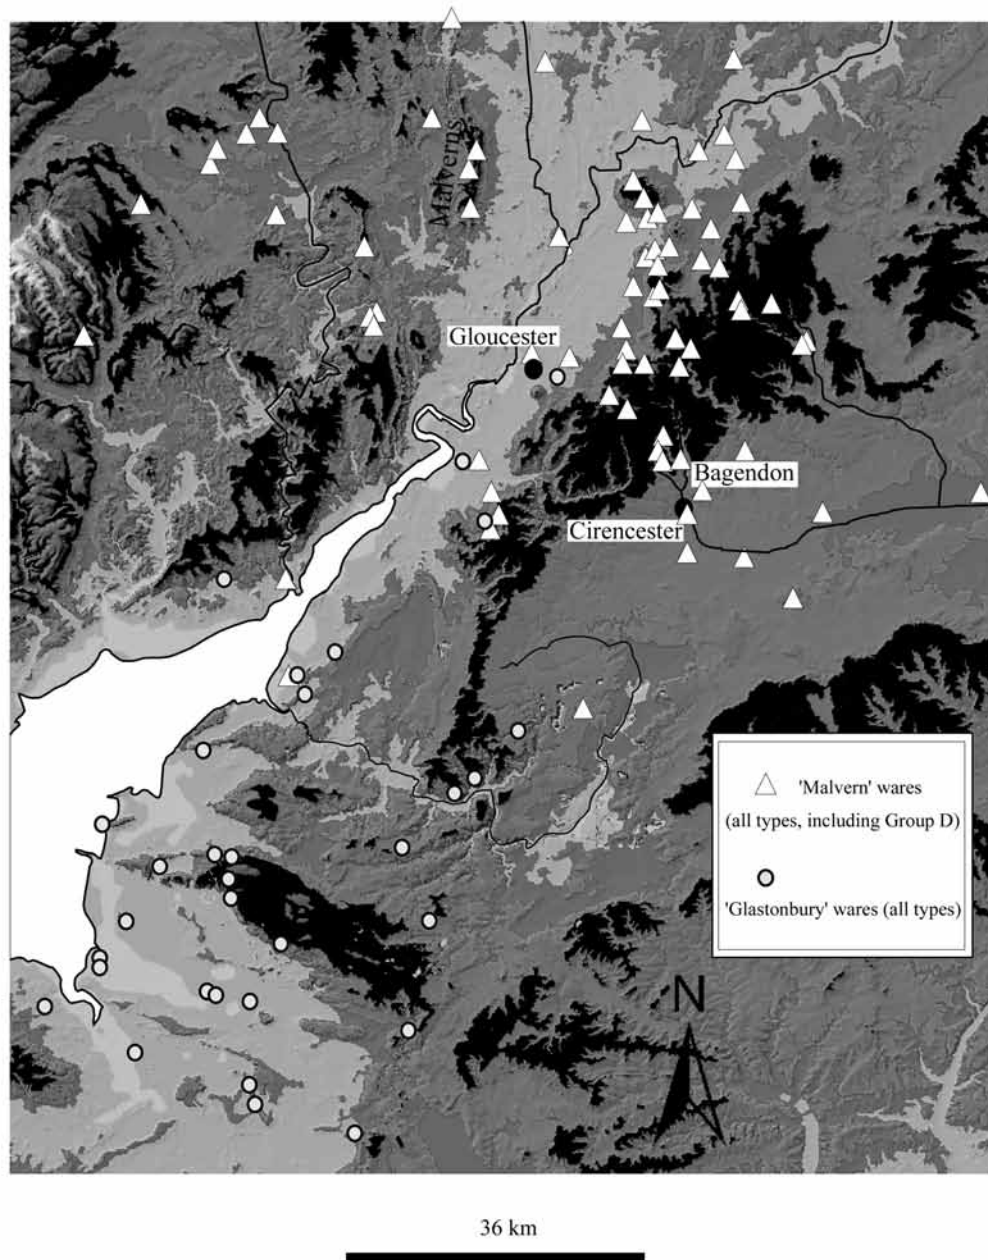 Malverns
Gloucester
Bagendon
Cirencester
'Malvern' wares
(all types, including Group D)
'Glastonbury' wares (all types)
N
36 km